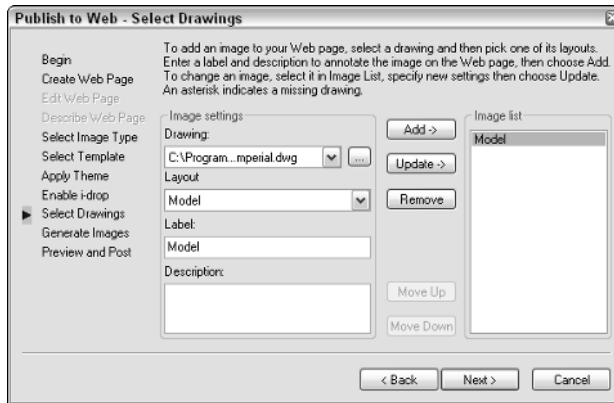 Publish to Web - Select Drawings
Begin
Create Web Page
Edit Web Page
Describe Web Page
Select Image Type
Select Template
Apply Theme
Enable i-drop
Select Drawings
Generate Images
Preview and Post
To add an image to your Web page, select a drawing and then pick one of its layouts.
Enter a label and description to annotate the image on the Web page, then choose Add.
To change an image, select it in Image List, specify new settings then choose Update.
An asterisk indicates a missing drawing.
Image settings
Drawing:
C:\Program...mperial.dwg
...
Layout
Model
Label:
Model
Description:
Add ->
Update ->
Remove
Move Up
Move Down
Image list
Model
< Back
Next >
Cancel